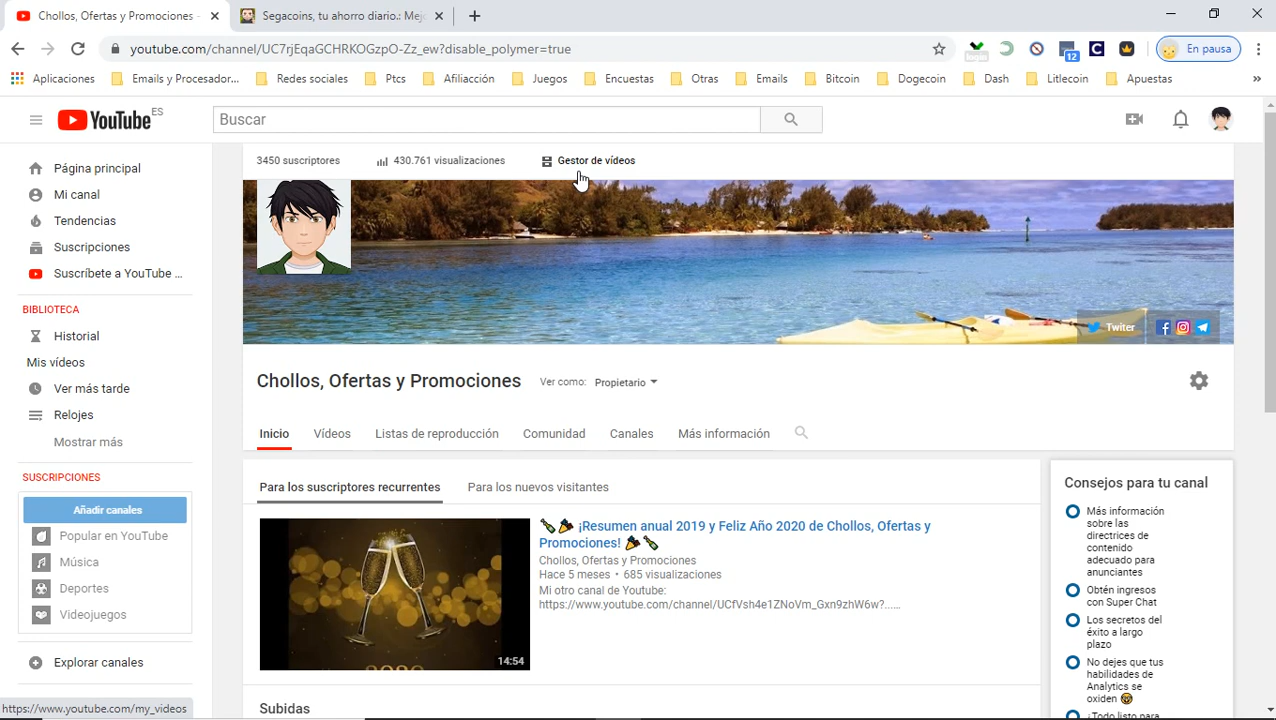 Chollos, Ofertas y Promociones -
Segacoins, tu ahorro diario.: Mejo
youtube.com/channel/UC7rjEqaGCHRKOGzpO-Zz_ew?disable_polymer=true
12
En pausa
Aplicaciones
Emails y Procesador...
Redes sociales
Ptcs
Afiliacción
Juegos
Encuestas
Otras
Emails
Bitcoin
Dogecoin
Dash
Litlecoin
Apuestas
»
YouTube ES
Buscar
Página principal
Mi canal
Tendencias
Suscripciones
Suscríbete a YouTube ...
BIBLIOTECA
Historial
Mis vídeos
Ver más tarde
Relojes
Mostrar más
SUSCRIPCIONES
Añadir canales
Popular en YouTube
Música
Deportes
Videojuegos
Explorar canales
https://www.youtube.com/my_videos
3450 suscriptores
430.761 visualizaciones
Gestor de vídeos
Twiter
Chollos, Ofertas y Promociones
Ver como: Propietario
Inicio
Vídeos
Listas de reproducción
Comunidad
Canales
Más información
Para los suscriptores recurrentes
Para los nuevos visitantes
2020
14:54
🍾 🎉 ¡Resumen anual 2019 y Feliz Año 2020 de Chollos, Ofertas y
Promociones! 🎉 🍾
Chollos, Ofertas y Promociones
Hace 5 meses • 685 visualizaciones
Mi otro canal de Youtube:
https://www.youtube.com/channel/UCfVsh4e1ZNoVm_Gxn9zhW6w?......
Subidas
Consejos para tu canal
Más información
sobre las
directrices de
contenido
adecuado para
anunciantes
Obtén ingresos
con Super Chat
Los secretos del
éxito a largo
plazo
No dejes que tus
habilidades de
Analytics se
oxiden
¡Todo listo para